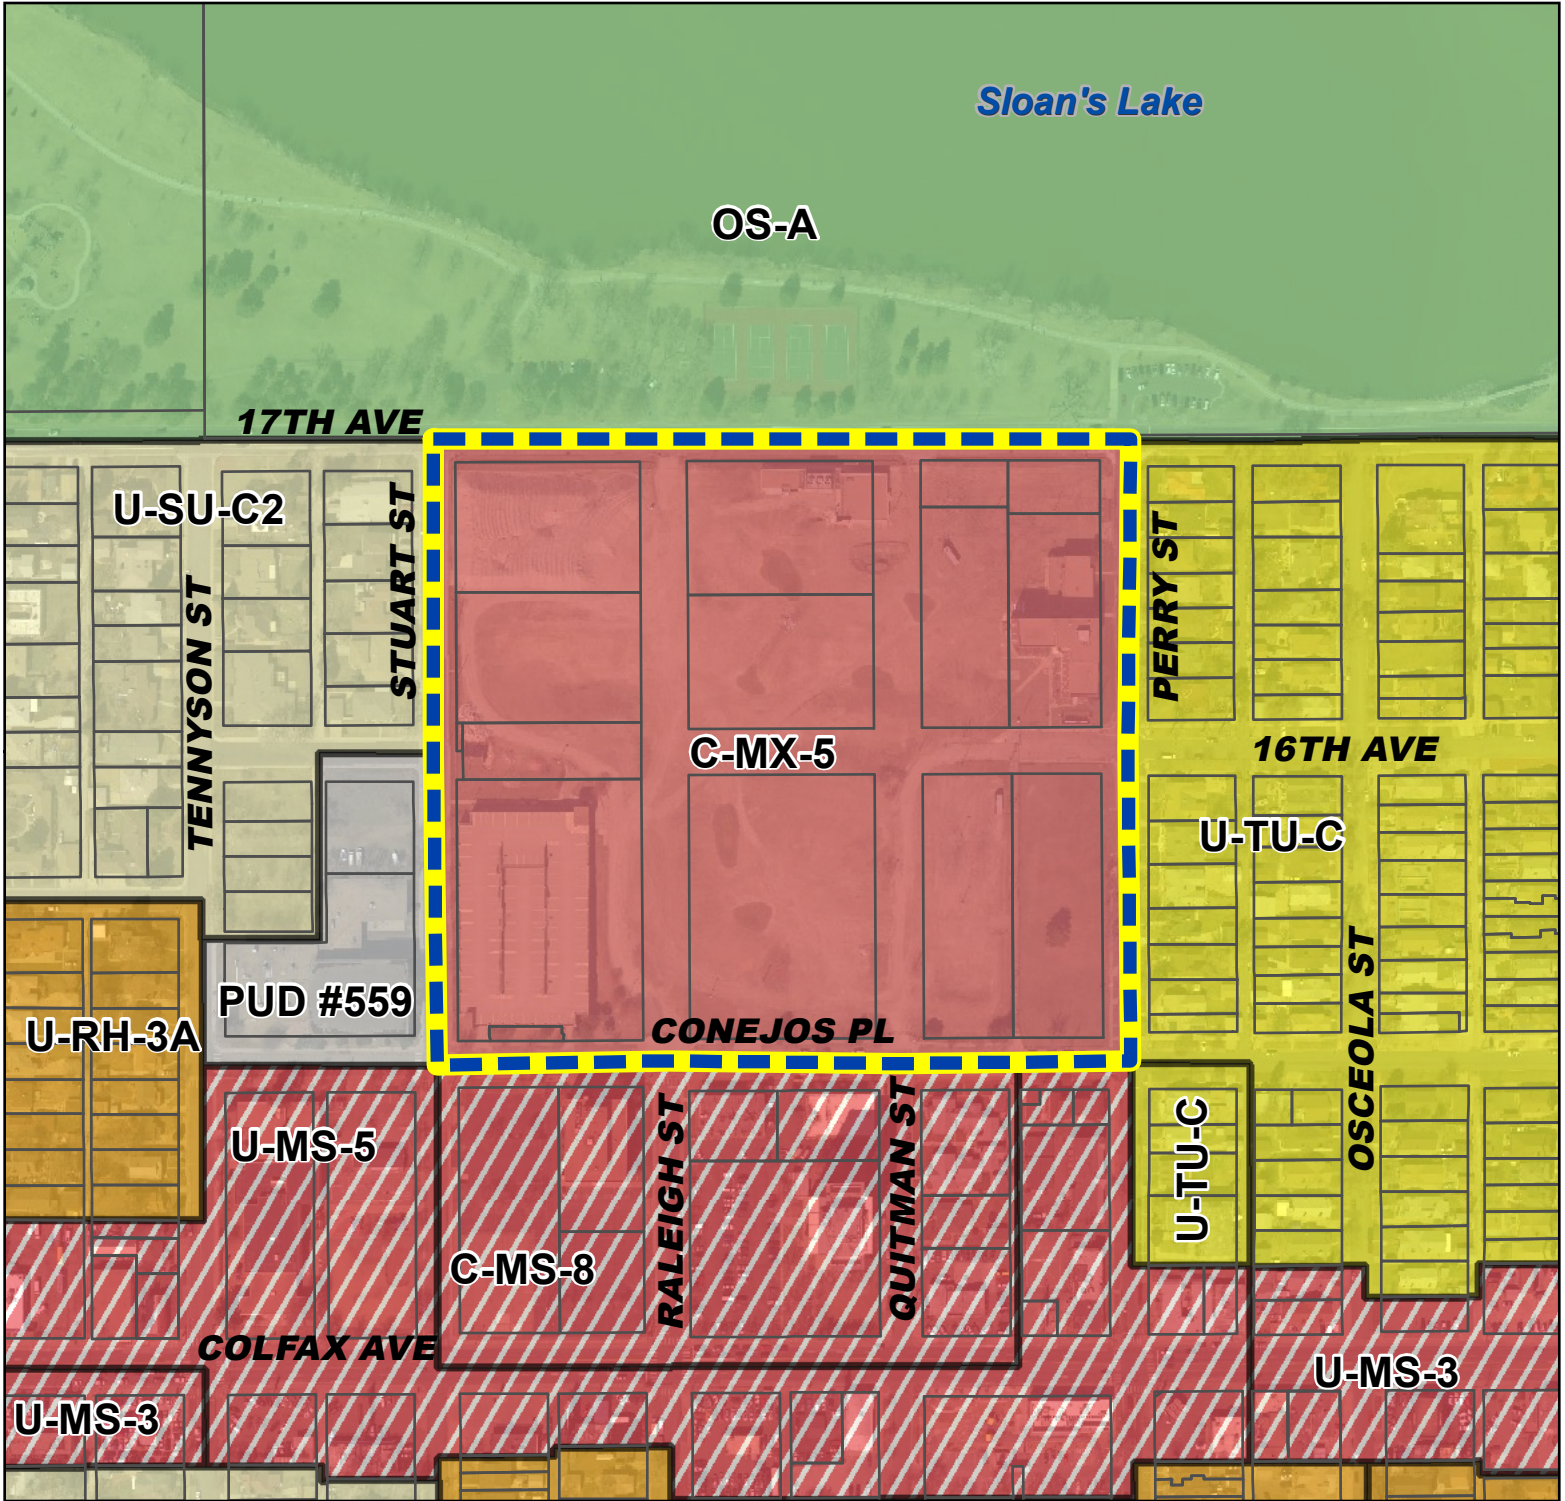 Sloan's Lake
OS-A
17TH AVE
U-SU-C2
STUART ST
PERRY ST
TENNYSON ST
C-MX-5
16TH AVE
U-TU-C
PUD #559
U-RH-3A
CONEJOS PL
OSCEOLA ST
U-MS-5
RALEIGH ST
QUITMAN ST
U-TU-C
C-MS-8
COLFAX AVE
U-MS-3
U-MS-3